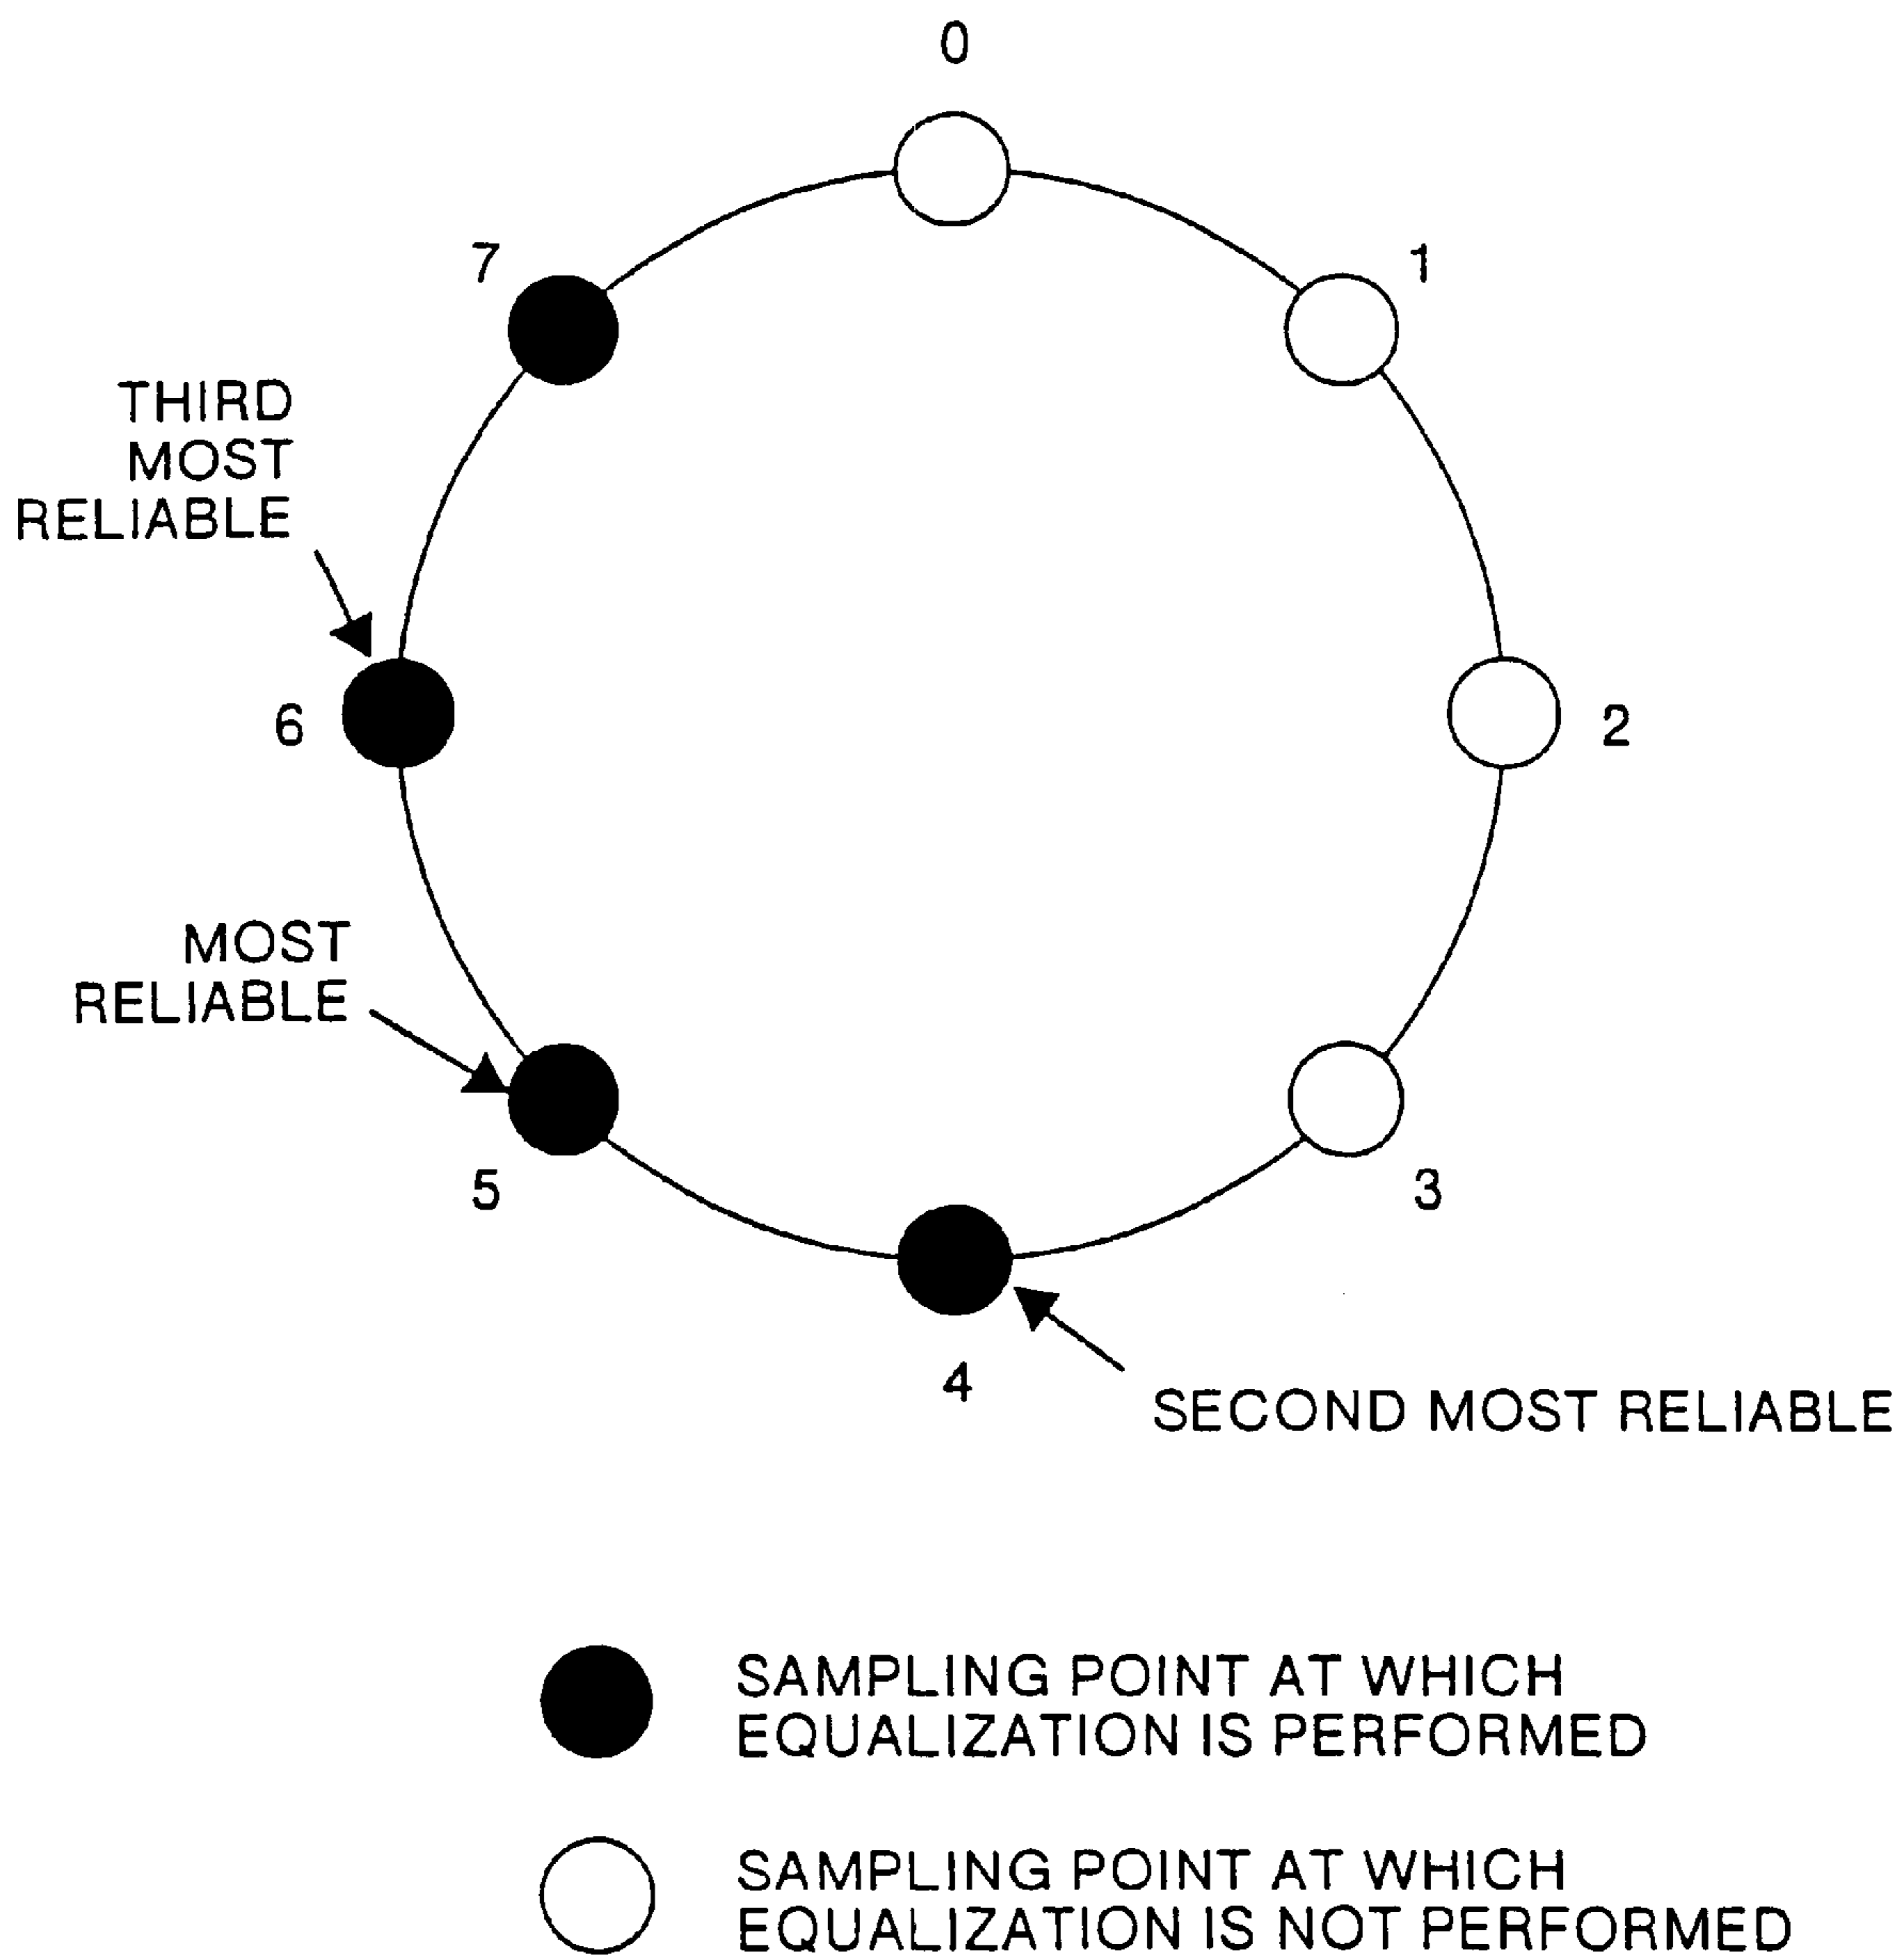 0
7
1
THIRD
MOST
RELIABLE
6
2
MOST
RELIABLE
5
3
4
SECOND MOST RELIABLE
SAMPLING POINT AT WHICH
EQUALIZATION IS PERFORMED
SAMPLING POINT AT WHICH
EQUALIZATION IS NOT PERFORMED